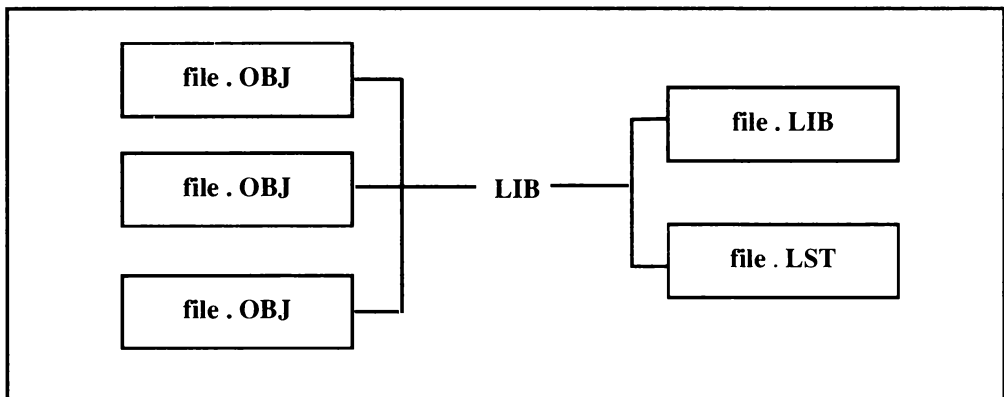 file . OBJ
file . OBJ
file . OBJ
LIB
file . LIB
file . LST